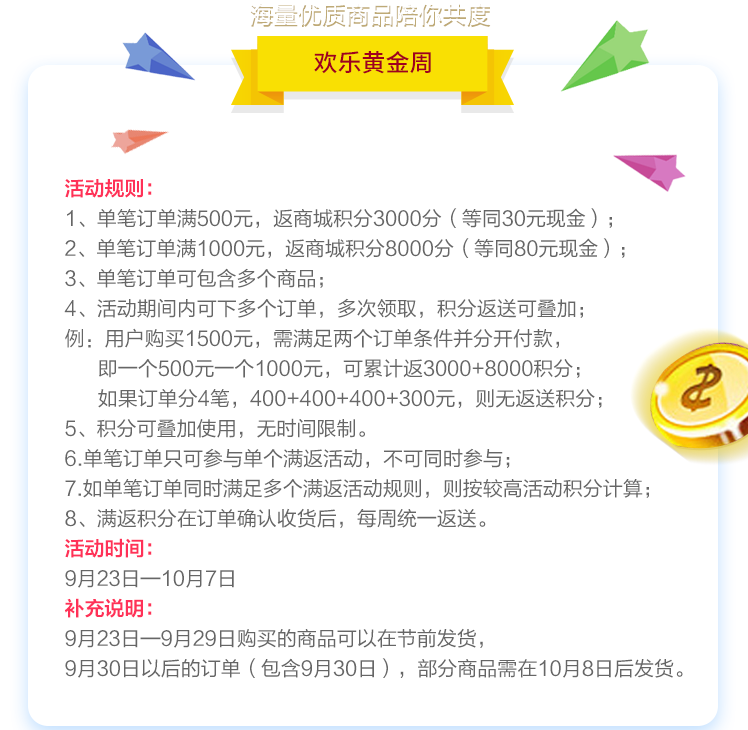 海量优质商品陪你共度
欢乐黄金周
活动规则：
1、单笔订单满500元，返商城积分3000分（等同30元现金）；
2、单笔订单满1000元，返商城积分8000分（等同80元现金）；
3、单笔订单可包含多个商品；
4、活动期间内可下多个订单，多次领取，积分返送可叠加；
例：用户购买1500元，需满足两个订单条件并分开付款，
即一个500元一个1000元，可累计返3000+8000积分；
如果订单分4笔，400+400+400+300元，则无返送积分；
5、积分可叠加使用，无时间限制。
6.单笔订单只可参与单个满返活动，不可同时参与；
7.如单笔订单同时满足多个满返活动规则，则按较高活动积分计算；
8、满返积分在订单确认收货后，每周统一返送。
活动时间：
9月23日—10月7日
补充说明：
9月23日—9月29日购买的商品可以在节前发货，
9月30日以后的订单（包含9月30日），部分商品需在10月8日后发货。